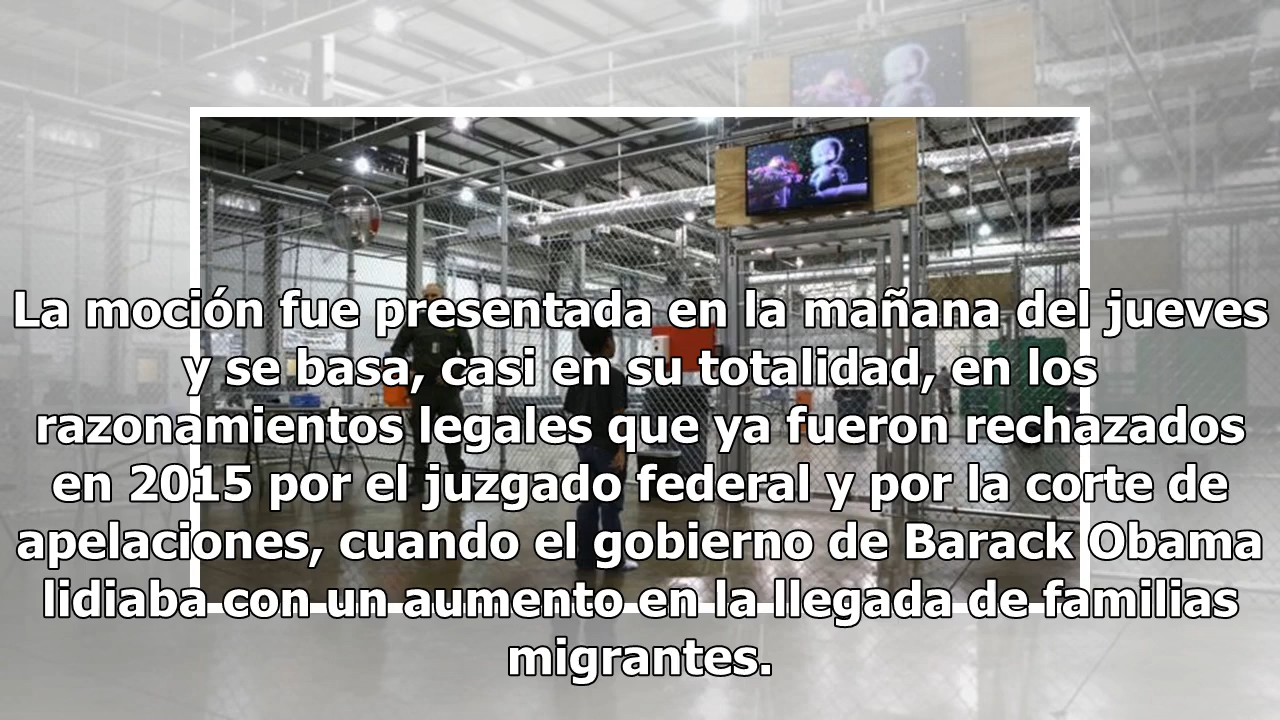 La moción fue presentada en la mañana del jueves
y se basa, casi en su totalidad, en los
razonamientos legales que ya fueron rechazados
en 2015 por el juzgado federal y por la corte de
apelaciones, cuando el gobierno de Barack Obama
lidiaba con un aumento en la llegada de familias
migrantes.